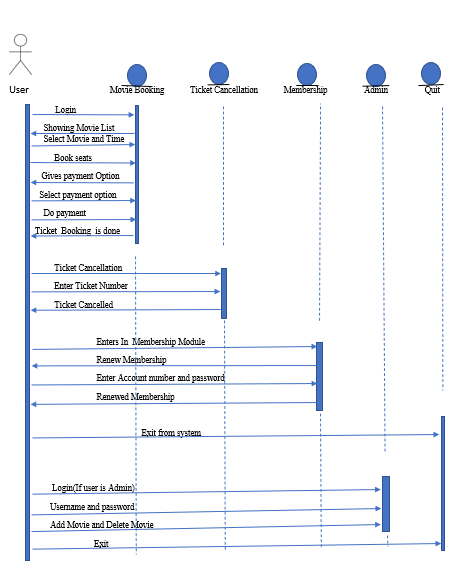 User
Movie Booking
Ticket Cancellation
Membership
Admin
Quit
Login
Showing Movie List
Select Movie and Time
Book seats
Gives payment Option
Select payment option
Do payment
Ticket Booking is done
Ticket Cancellation
Enter Ticket Number
Ticket Cancelled
Enters In Membership Module
Renew Membership
Enter Account number and password
Renewed Membership
Exit from system
Login(If user is Admin)
Username and password
Add Movie and Delete Movie
Exit